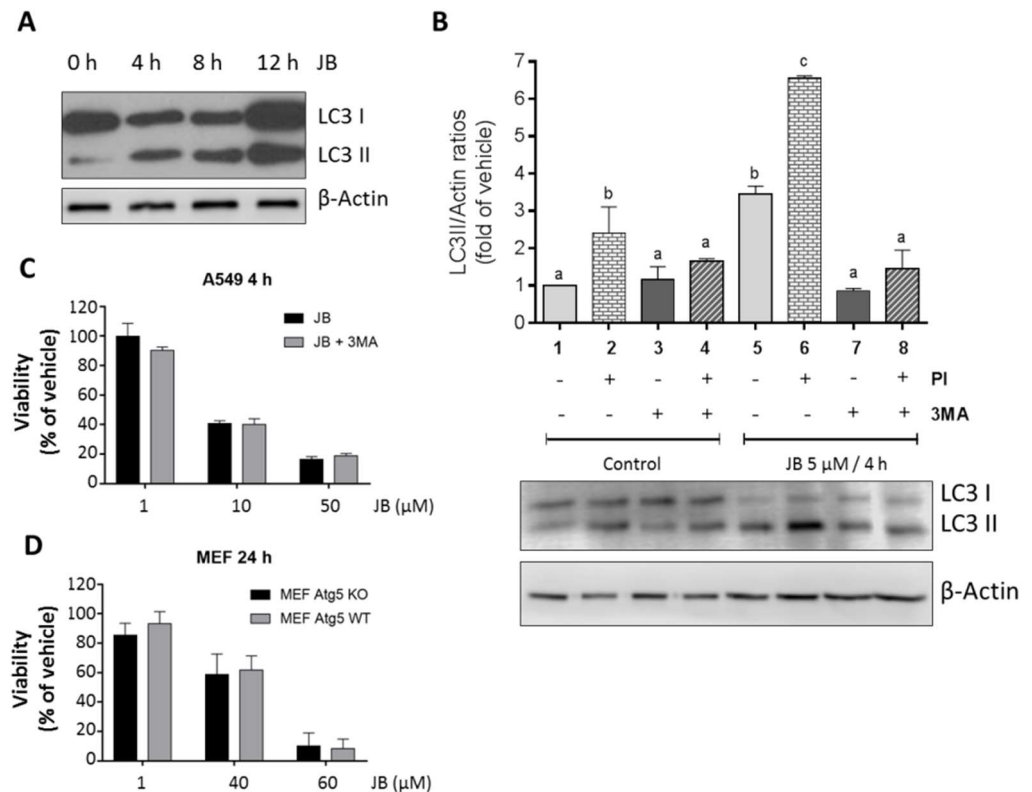 A
0 h 4 h 8 h 12 h JB
LC3 I
LC3 II
β-Actin
B
LC3II/Actin ratios
(fold of vehicle)
7
6
5
4
3
2
1
0
a b a a b c a a
1 2 3 4 5 6 7 8
- + - + - + - + PI
- - + + - - + + 3MA
Control JB 5 µM / 4 h
LC3 I
LC3 II
β-Actin
C
A549 4 h
Viability
(% of vehicle)
120
100
80
60
40
20
0
JB
JB + 3MA
1 10 50 JB (µM)
D
MEF 24 h
Viability
(% of vehicle)
120
100
80
60
40
20
0
MEF Atg5 KO
MEF Atg5 WT
1 40 60 JB (µM)